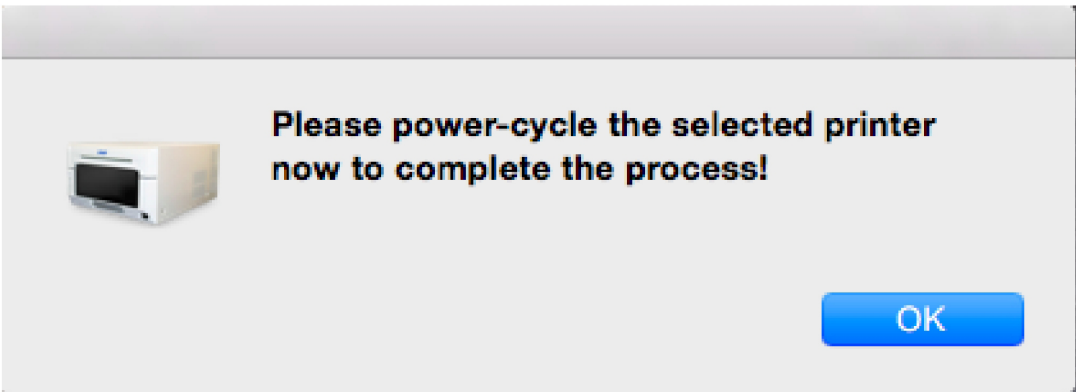 Please power-cycle the selected printer
now to complete the process!
OK